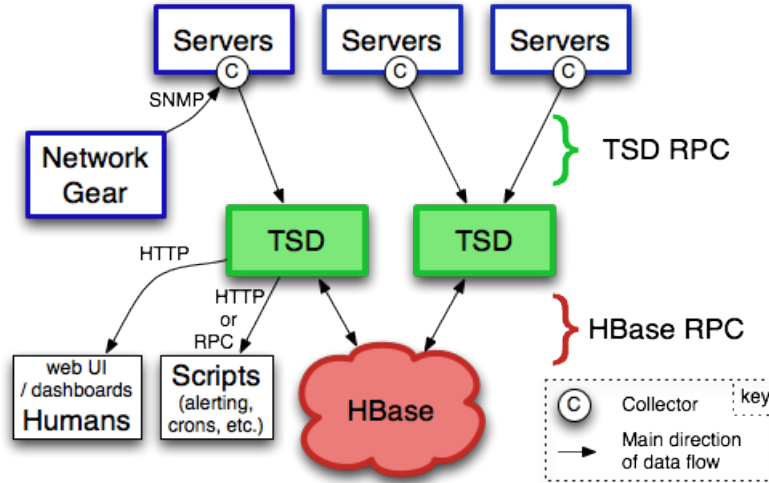 Servers
Servers
Servers
C
C
C
SNMP
Network
Gear
TSD RPC
TSD
TSD
HTTP
HTTP
or
RPC
HBase RPC
web UI
/ dashboards
Humans
Scripts
(alerting,
crons, etc.)
HBase
key
C Collector
Main direction
of data flow